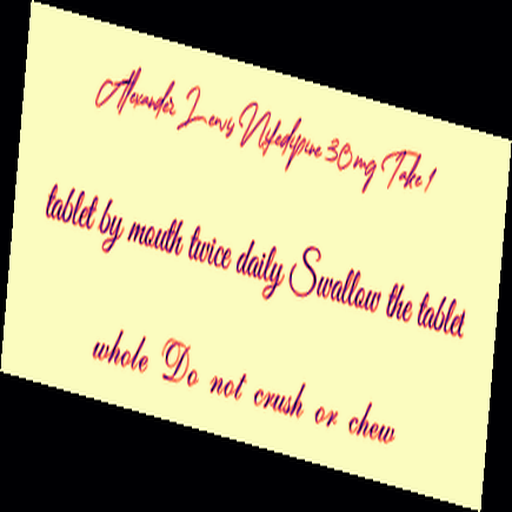 Alexander Lewy Nifedipine 30mg Take 1
tablet by mouth twice daily Swallow the tablet
whole Do not crush or chew